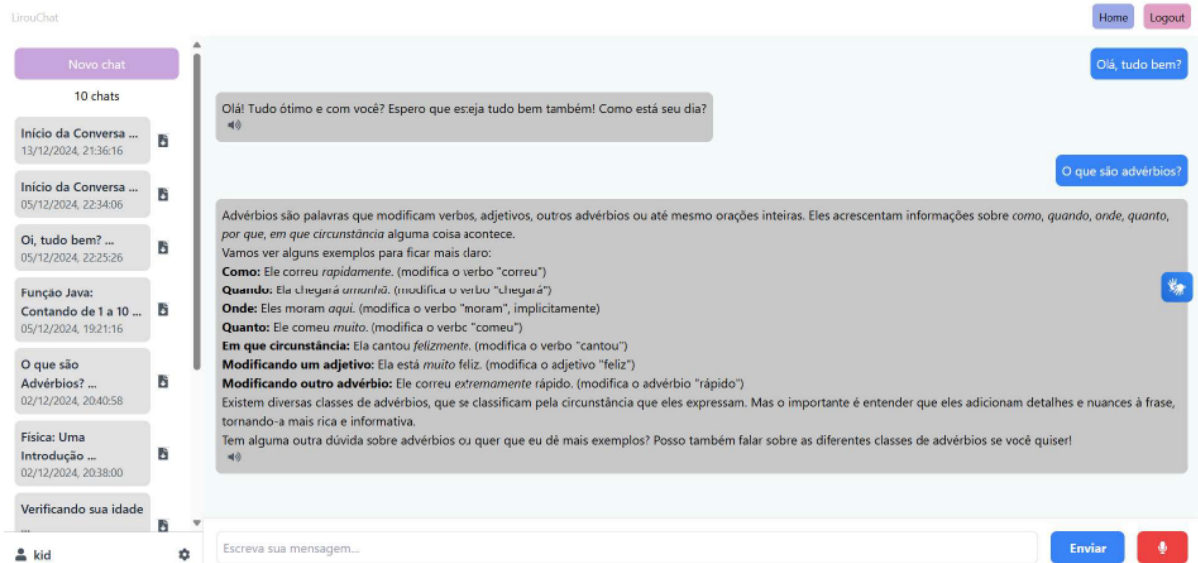 LirouChat
Home
Logout
Novo chat
10 chats
Início da Conversa ...
13/12/2024, 21:36:16
Início da Conversa ...
05/12/2024, 22:34:06
Oi, tudo bem? ...
05/12/2024, 22:25:26
Função Java:
Contando de 1 a 10 ...
05/12/2024, 19:21:16
O que são
Advérbios? ...
02/12/2024, 20:40:58
Física: Uma
Introdução ...
02/12/2024, 20:38:00
Verificando sua idade
...
kid
Olá, tudo bem?
Olá! Tudo ótimo e com você? Espero que esteja tudo bem também! Como está seu dia?
O que são advérbios?
Advérbios são palavras que modificam verbos, adjetivos, outros advérbios ou até mesmo orações inteiras. Eles acrescentam informações sobre como, quando, onde, quanto,
por que, em que circunstância alguma coisa acontece.
Vamos ver alguns exemplos para ficar mais claro:
Como: Ele correu rapidamente. (modifica o verbo "correu")
Quando: Ela chegará amanhã. (modifica o verbo "chegará")
Onde: Eles moram aqui. (modifica o verbo "moram", implicitamente)
Quanto: Ele comeu muito. (modifica o verbo "comeu")
Em que circunstância: Ela cantou felizmente. (modifica o verbo "cantou")
Modificando um adjetivo: Ela está muito feliz. (modifica o adjetivo "feliz")
Modificando outro advérbio: Ele correu extremamente rápido. (modifica o advérbio "rápido")
Existem diversas classes de advérbios, que se classificam pela circunstância que eles expressam. Mas o importante é entender que eles adicionam detalhes e nuances à frase,
tornando-a mais rica e informativa.
Tem alguma outra dúvida sobre advérbios ou quer que eu dê mais exemplos? Posso também falar sobre as diferentes classes de advérbios se você quiser!
Escreva sua mensagem...
Enviar